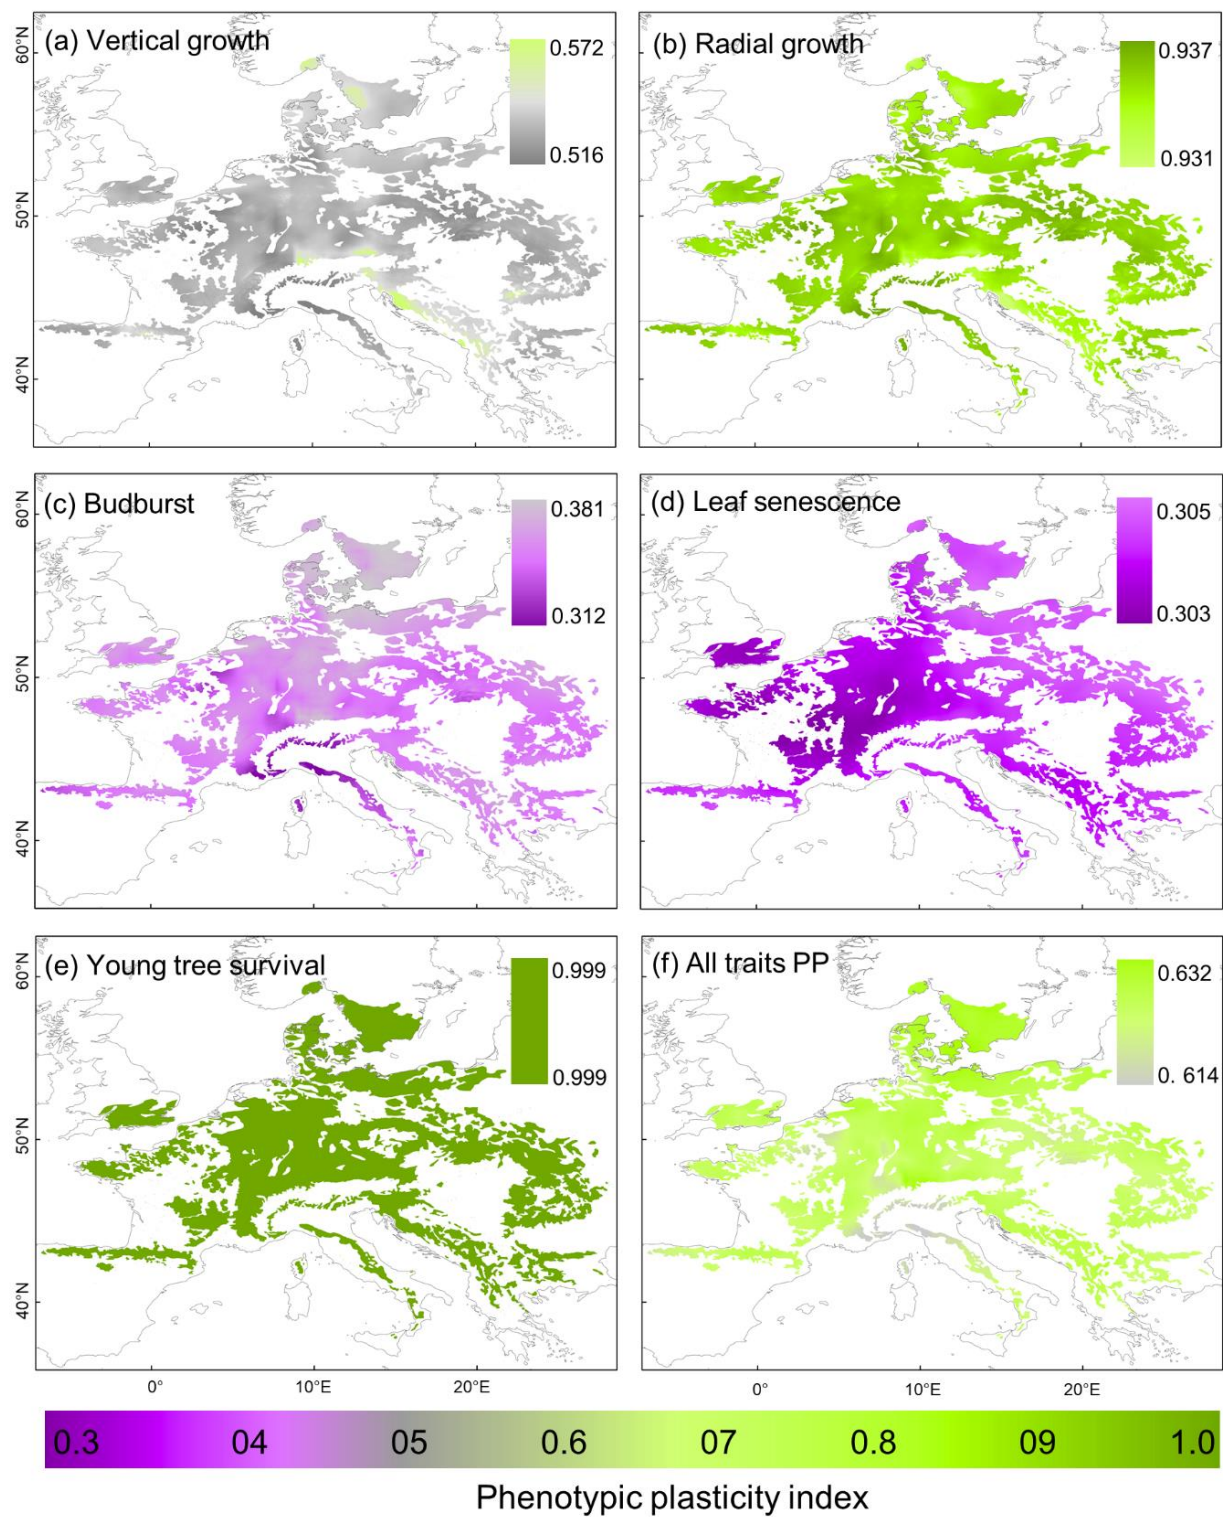 (a) Vertical growth
0.572
0.516
60°N
50°N
40°N
(b) Radial growth
0.937
0.931
(c) Budburst
0.381
0.312
60°N
50°N
40°N
(d) Leaf senescence
0.305
0.303
(e) Young tree survival
0.999
0.999
60°N
50°N
40°N
(f) All traits PP
0.632
0. 614
0° 10°E 20°E
0° 10°E 20°E
0.3 04 05 0.6 07 0.8 09 1.0
Phenotypic plasticity index